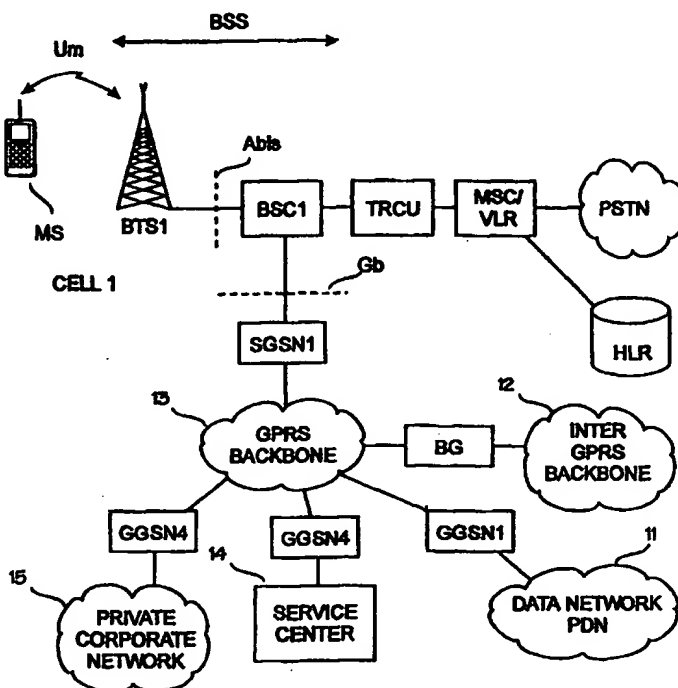 BSS
Um
Abis
MS
BTS1
BSC1
TRCU
MSC/
VLR
PSTN
CELL 1
Gb
HLR
SGSN1
13
GPRS
BACKBONE
BG
12
INTER
GPRS
BACKBONE
GGSN4
GGSN4
GGSN1
15
PRIVATE
CORPORATE
NETWORK
14
SERVICE
CENTER
11
DATA NETWORK
PDN